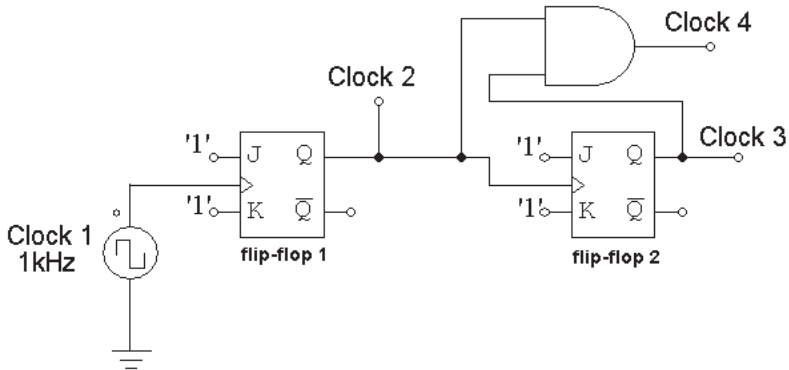 Clock 4
Clock 2
Clock 3
'1'
J Q
'1'
K Q̅
flip-flop 1
'1'
J Q
'1'
K Q̅
flip-flop 2
Clock 1
1kHz